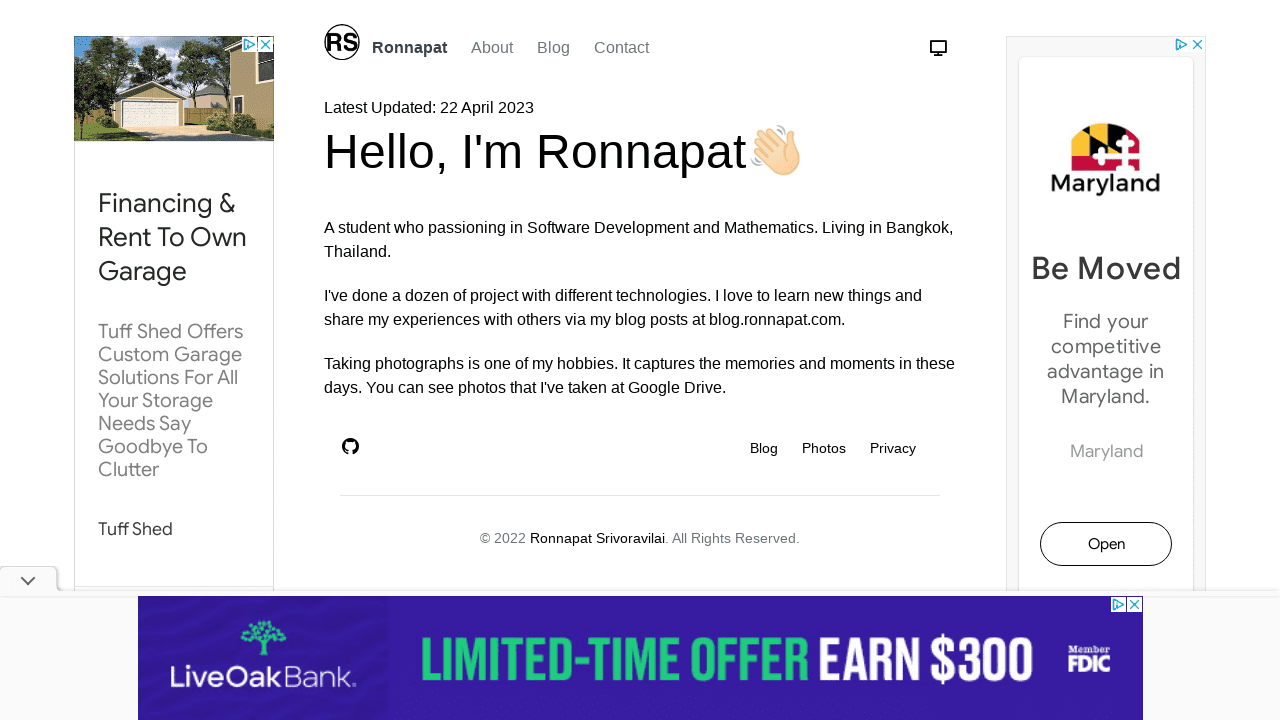 RS
Ronnapat About Blog Contact
Latest Updated: 22 April 2023
Hello, I'm Ronnapat👋🏻
A student who passioning in Software Development and Mathematics. Living in Bangkok,
Thailand.
I've done a dozen of project with different technologies. I love to learn new things and
share my experiences with others via my blog posts at blog.ronnapat.com.
Taking photographs is one of my hobbies. It captures the memories and moments in these
days. You can see photos that I've taken at Google Drive.
Blog Photos Privacy
© 2022 Ronnapat Srivoravilai. All Rights Reserved.
Financing &
Rent To Own
Garage
Tuff Shed Offers
Custom Garage
Solutions For All
Your Storage
Needs Say
Goodbye To
Clutter
Tuff Shed
Maryland
Be Moved
Find your
competitive
advantage in
Maryland.
Maryland
Open
LiveOakBank.
LIMITED-TIME OFFER EARN $300
Member
FDIC